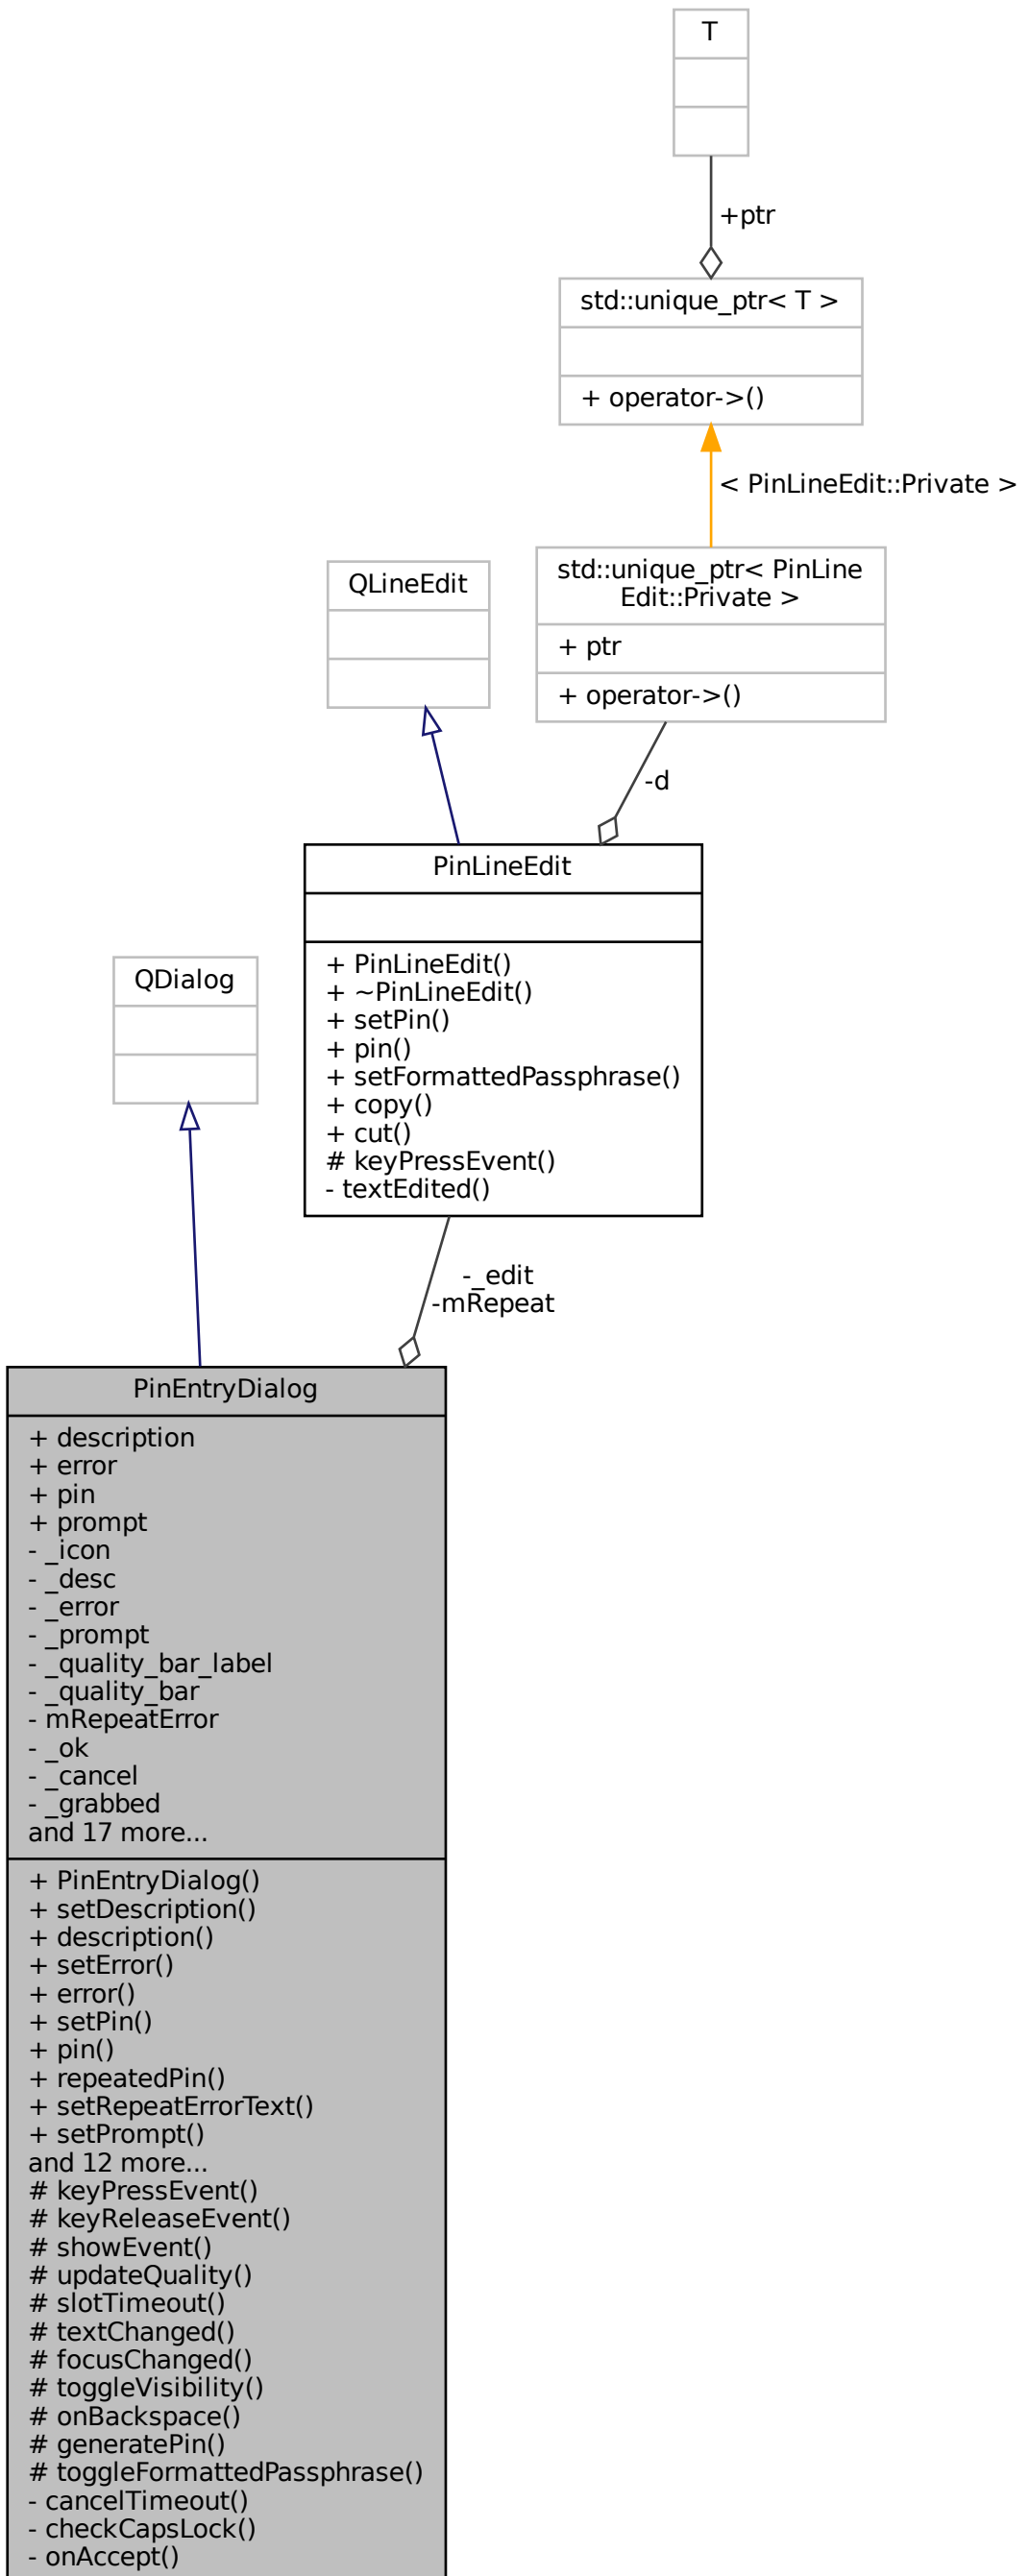 T
+ptr
std::unique_ptr< T >
+ operator->()
< PinLineEdit::Private >
std::unique_ptr< PinLine
Edit::Private >
+ ptr
+ operator->()
QLineEdit
-d
PinLineEdit
+ PinLineEdit()
+ ~PinLineEdit()
+ setPin()
+ pin()
+ setFormattedPassphrase()
+ copy()
+ cut()
# keyPressEvent()
- textEdited()
QDialog
-_edit
-mRepeat
PinEntryDialog
+ description
+ error
+ pin
+ prompt
- _icon
- _desc
- _error
- _prompt
- _quality_bar_label
- _quality_bar
- mRepeatError
- _ok
- _cancel
- _grabbed
and 17 more...
+ PinEntryDialog()
+ setDescription()
+ description()
+ setError()
+ error()
+ setPin()
+ pin()
+ repeatedPin()
+ setRepeatErrorText()
+ setPrompt()
and 12 more...
# keyPressEvent()
# keyReleaseEvent()
# showEvent()
# updateQuality()
# slotTimeout()
# textChanged()
# focusChanged()
# toggleVisibility()
# onBackspace()
# generatePin()
# toggleFormattedPassphrase()
- cancelTimeout()
- checkCapsLock()
- onAccept()